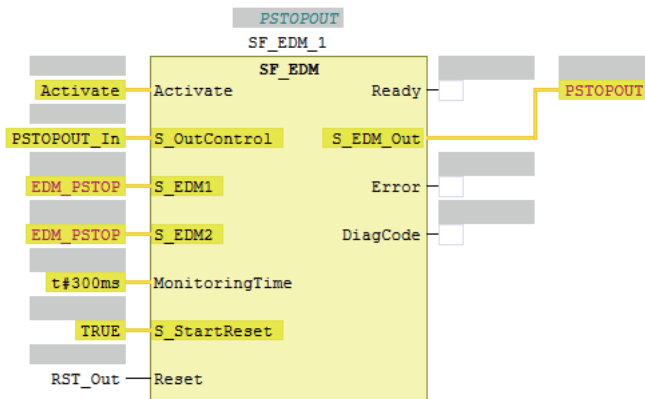 PSTOPOUT
SF_EDM_1
SF_EDM
Activate Activate Ready PSTOPOUT
PSTOPOUT_In S_OutControl S_EDM_Out
EDM_PSTOP S_EDM1 Error
EDM_PSTOP S_EDM2 DiagCode
t#300ms MonitoringTime
TRUE S_StartReset
RST_Out Reset